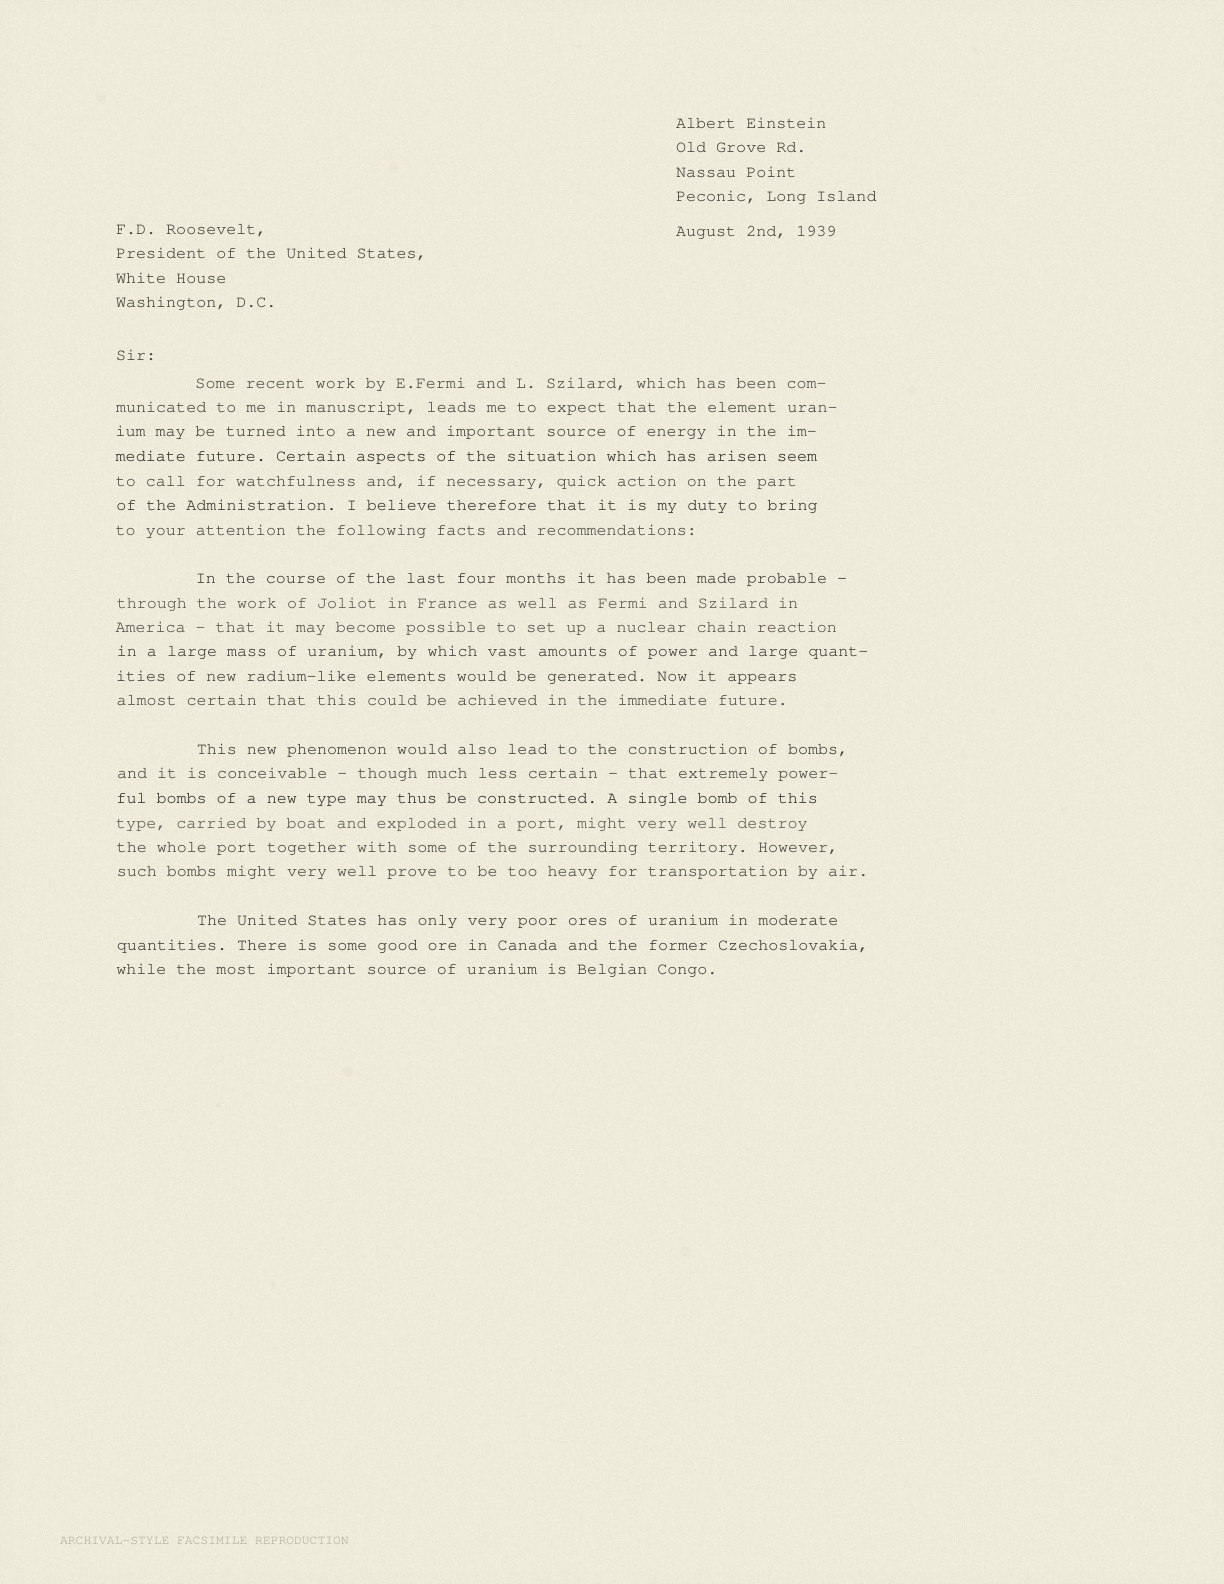 Albert Einstein
Old Grove Rd.
Nassau Point
Peconic, Long Island
August 2nd, 1939
F.D. Roosevelt,
President of the United States,
White House
Washington, D.C.
Sir:
Some recent work by E.Fermi and L. Szilard, which has been com-
municated to me in manuscript, leads me to expect that the element uran-
ium may be turned into a new and important source of energy in the im-
mediate future. Certain aspects of the situation which has arisen seem
to call for watchfulness and, if necessary, quick action on the part
of the Administration. I believe therefore that it is my duty to bring
to your attention the following facts and recommendations:
In the course of the last four months it has been made probable -
through the work of Joliot in France as well as Fermi and Szilard in
America - that it may become possible to set up a nuclear chain reaction
in a large mass of uranium, by which vast amounts of power and large quant-
ities of new radium-like elements would be generated. Now it appears
almost certain that this could be achieved in the immediate future.
This new phenomenon would also lead to the construction of bombs,
and it is conceivable - though much less certain - that extremely power-
ful bombs of a new type may thus be constructed. A single bomb of this
type, carried by boat and exploded in a port, might very well destroy
the whole port together with some of the surrounding territory. However,
such bombs might very well prove to be too heavy for transportation by air.
The United States has only very poor ores of uranium in moderate
quantities. There is some good ore in Canada and the former Czechoslovakia,
while the most important source of uranium is Belgian Congo.
ARCHIVAL-STYLE FACSIMILE REPRODUCTION